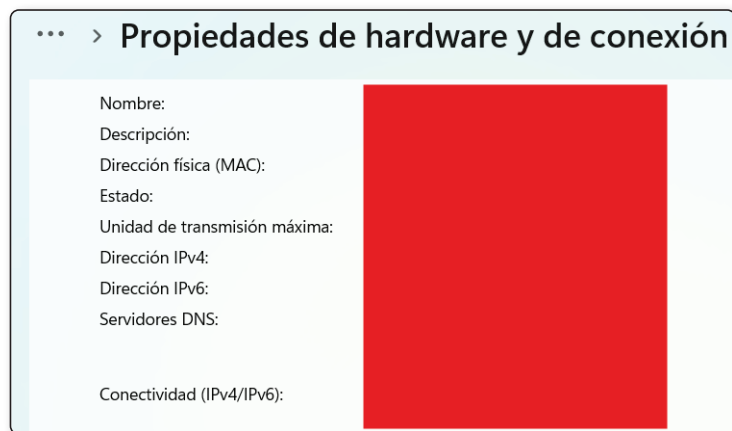 ... > Propiedades de hardware y de conexión
Nombre:
Descripción:
Dirección física (MAC):
Estado:
Unidad de transmisión máxima:
Dirección IPv4:
Dirección IPv6:
Servidores DNS:
Conectividad (IPv4/IPv6):